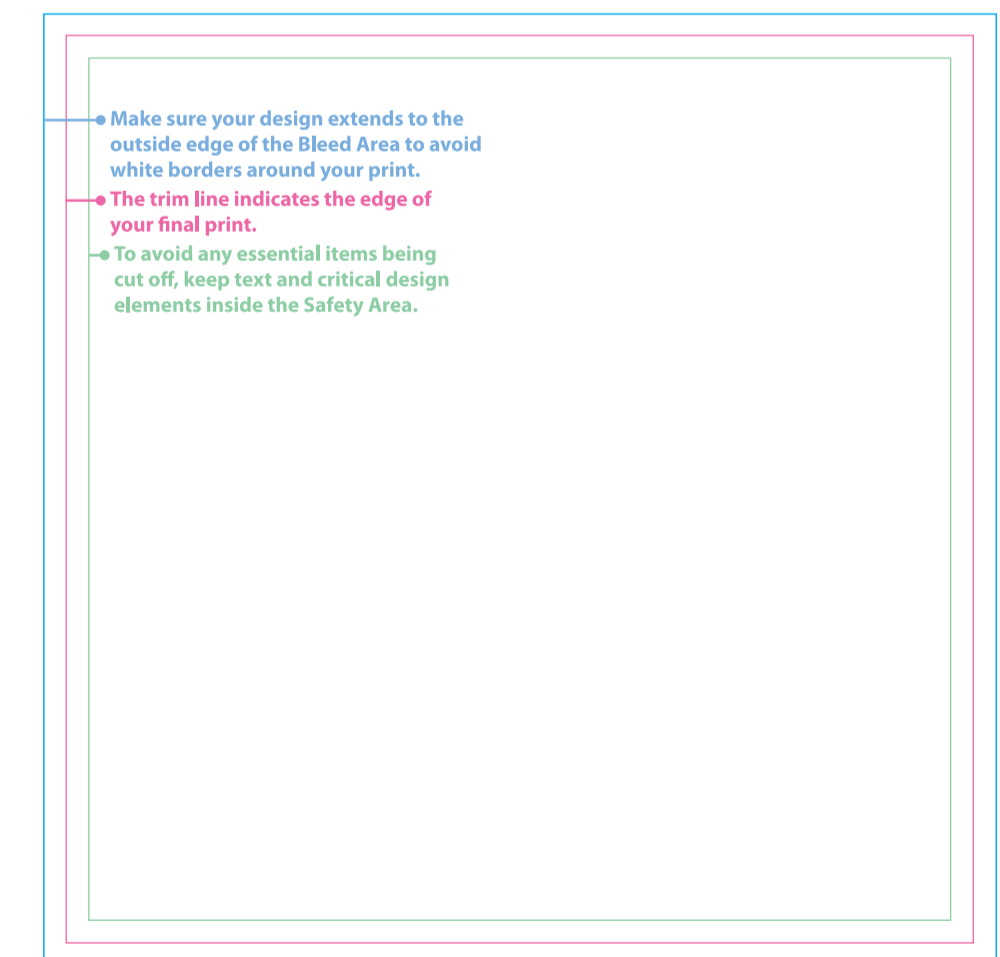 Make sure your design extends to the
outside edge of the Bleed Area to avoid
white borders around your print.
The trim line indicates the edge of
your final print.
To avoid any essential items being
cut off, keep text and critical design
elements inside the Safety Area.